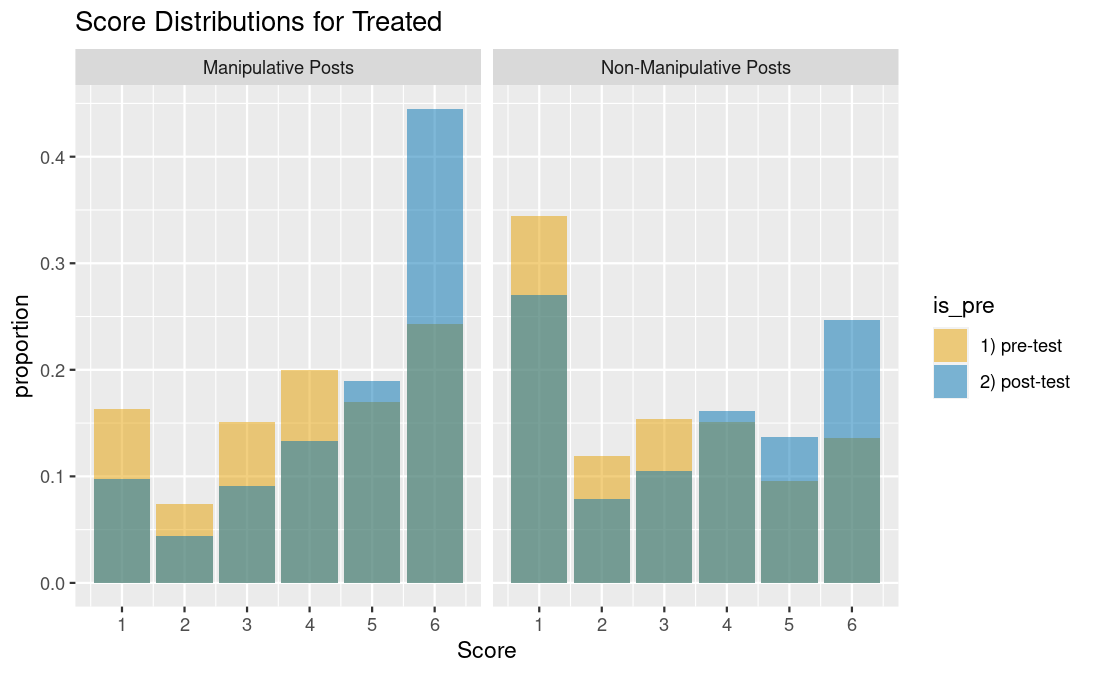 Score Distributions for Treated
Manipulative Posts
Non-Manipulative Posts
proportion
0.4
0.3
0.2
0.1
0.0
1 2 3 4 5 6
1 2 3 4 5 6
Score
is_pre
1) pre-test
2) post-test